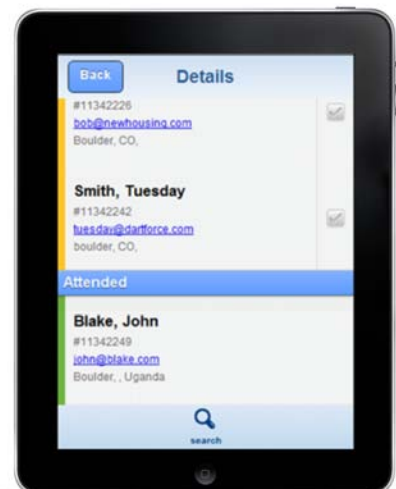 Back
Details
#11342226
bob@newhousing.com
Boulder, CO,
Smith, Tuesday
#11342242
tuesday@dartforce.com
boulder, CO,
Attended
Blake, John
#11342249
john@blake.com
Boulder, , Uganda
search